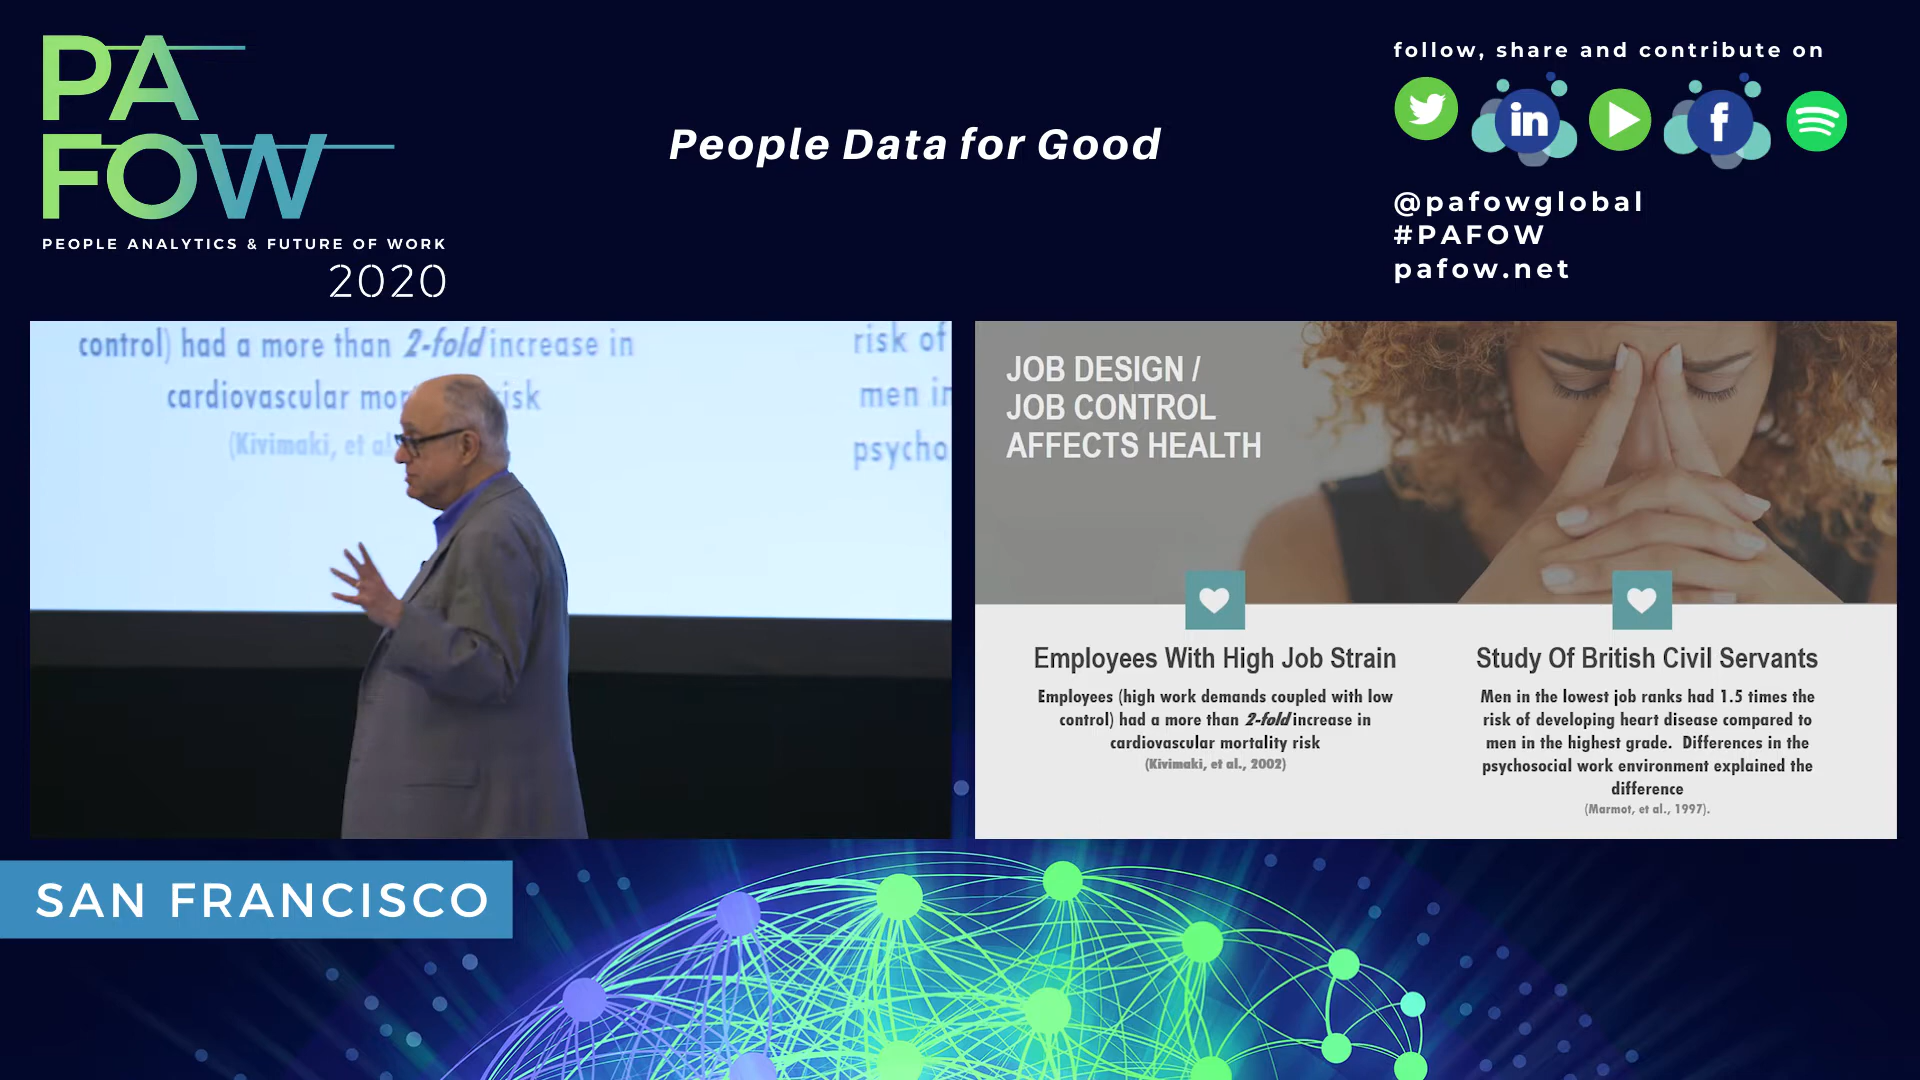 PA
FOW
PEOPLE ANALYTICS & FUTURE OF WORK
2020
People Data for Good
follow, share and contribute on
in
f
@pafowglobal
#PAFOW
pafow.net
control) had a more than 2-fold increase in
cardiovascular risk
(Kivimaki, et al
risk of
men in
psycho
JOB DESIGN /
JOB CONTROL
AFFECTS HEALTH
Employees With High Job Strain
Employees (high work demands coupled with low
control) had a more than 2-fold increase in
cardiovascular mortality risk
(Kivimaki, et al., 2002)
Study Of British Civil Servants
Men in the lowest job ranks had 1.5 times the
risk of developing heart disease compared to
men in the highest grade. Differences in the
psychosocial work environment explained the
difference
(Marmot, et al., 1997).
SAN FRANCISCO